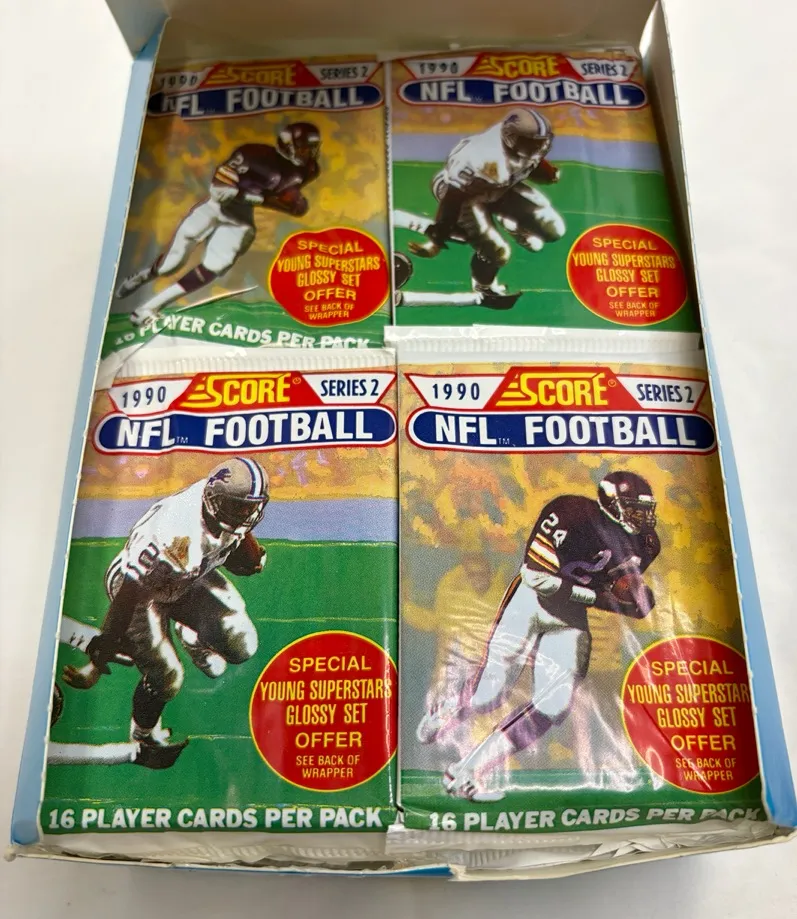 1990 SCORE SERIES 2
NFL FOOTBALL
24
SPECIAL
YOUNG SUPERSTARS
GLOSSY SET
OFFER
SEE BACK OF
WRAPPER
16 PLAYER CARDS PER PACK
1990 SCORE SERIES 2
NFL FOOTBALL
SPECIAL
YOUNG SUPERSTARS
GLOSSY SET
OFFER
SEE BACK OF
WRAPPER
1990 SCORE® SERIES 2
NFL™ FOOTBALL
SPECIAL
YOUNG SUPERSTARS
GLOSSY SET
OFFER
SEE BACK OF
WRAPPER
16 PLAYER CARDS PER PACK
1990 SCORE® SERIES 2
NFL™ FOOTBALL
24
SPECIAL
YOUNG SUPERSTAR
GLOSSY SET
OFFER
SEE BACK OF
WRAPPER
16 PLAYER CARDS PER PACK